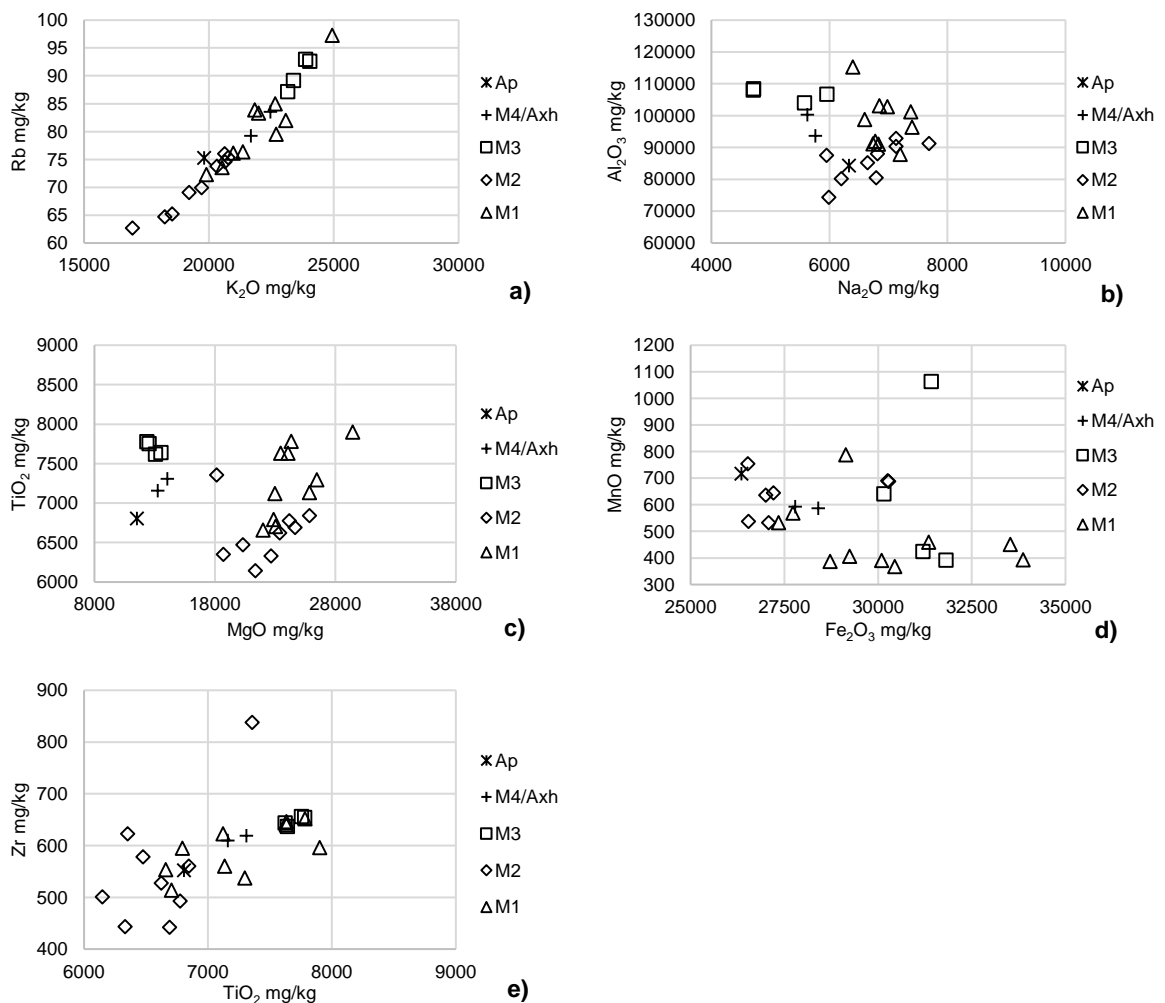 100
95
90
85
80
75
70
65
60
Rb mg/kg
15000 20000 25000 30000
K₂O mg/kg
Ap
M4/Axh
M3
M2
M1
a)
130000
120000
110000
100000
90000
80000
70000
60000
Al₂O₃ mg/kg
4000 6000 8000 10000
Na₂O mg/kg
Ap
M4/Axh
M3
M2
M1
b)
9000
8500
8000
7500
7000
6500
6000
TiO₂ mg/kg
8000 18000 28000 38000
MgO mg/kg
Ap
M4/Axh
M3
M2
M1
c)
1200
1100
1000
900
800
700
600
500
400
300
MnO mg/kg
25000 27500 30000 32500 35000
Fe₂O₃ mg/kg
Ap
M4/Axh
M3
M2
M1
d)
900
800
700
600
500
400
Zr mg/kg
6000 7000 8000 9000
TiO₂ mg/kg
Ap
M4/Axh
M3
M2
M1
e)